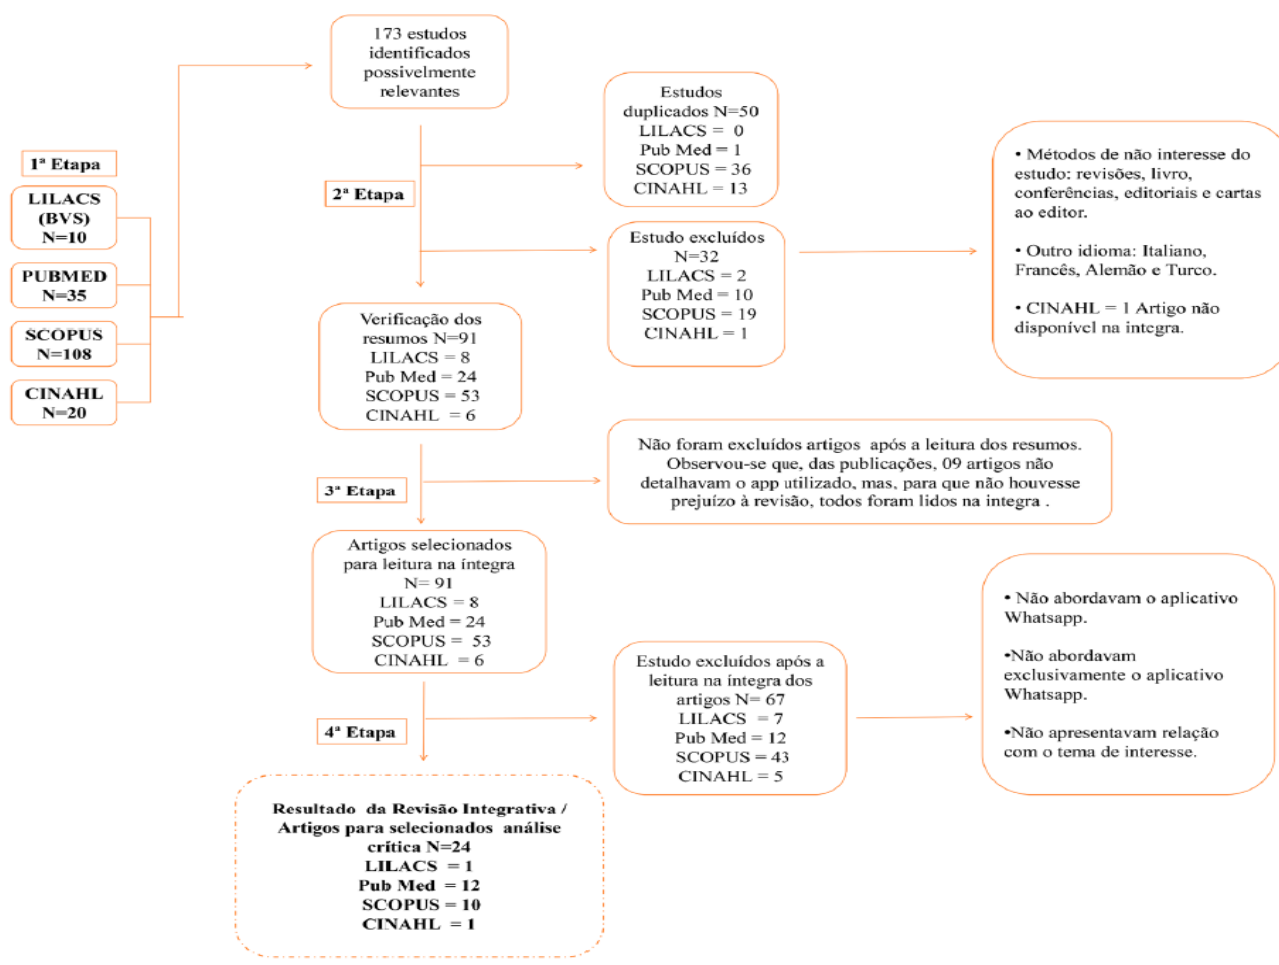 173 estudos
identificados
possivelmente
relevantes
1ª Etapa
LILACS
(BVS)
N=10
PUBMED
N=35
SCOPUS
N=108
CINAHL
N=20
2ª Etapa
Estudos
duplicados N=50
LILACS = 0
Pub Med = 1
SCOPUS = 36
CINAHL = 13
Estudo excluídos
N=32
LILACS = 2
Pub Med = 10
SCOPUS = 19
CINAHL = 1
• Métodos de não interesse do
estudo: revisões, livro,
conferências, editoriais e cartas
ao editor.
• Outro idioma: Italiano,
Francês, Alemão e Turco.
• CINAHL = 1 Artigo não
disponível na integra.
Verificação dos
resumos N=91
LILACS = 8
Pub Med = 24
SCOPUS = 53
CINAHL = 6
3ª Etapa
Não foram excluídos artigos após a leitura dos resumos.
Observou-se que, das publicações, 09 artigos não
detalhavam o app utilizado, mas, para que não houvesse
prejuízo à revisão, todos foram lidos na integra .
Artigos selecionados
para leitura na íntegra
N= 91
LILACS = 8
Pub Med = 24
SCOPUS = 53
CINAHL = 6
4ª Etapa
Estudo excluídos após a
leitura na íntegra dos
artigos N= 67
LILACS = 7
Pub Med = 12
SCOPUS = 43
CINAHL = 5
• Não abordavam o aplicativo
Whatsapp.
•Não abordavam
exclusivamente o aplicativo
Whatsapp.
•Não apresentavam relação
com o tema de interesse.
Resultado da Revisão Integrativa /
Artigos para selecionados análise
crítica N=24
LILACS = 1
Pub Med = 12
SCOPUS = 10
CINAHL = 1